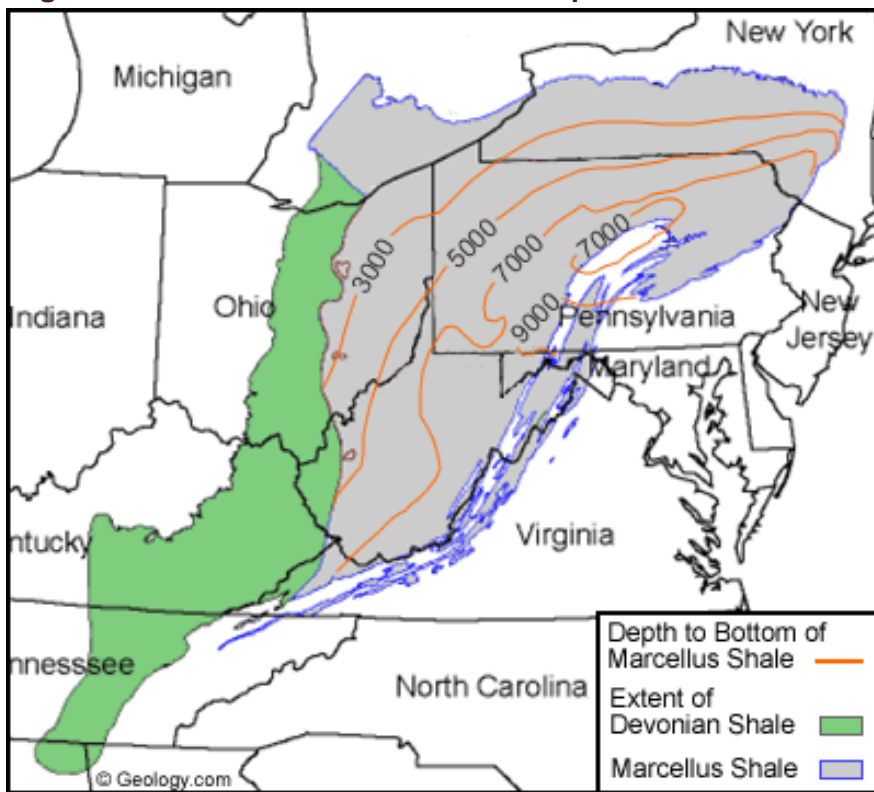 New York
Michigan
3000
5000
7000
7000
9000
Ohio
Indiana
Pennsylvania
New
Jersey
Maryland
Virginia
ntucky
nnesssee
North Carolina
© Geology.com
Depth to Bottom of
Marcellus Shale
Extent of
Devonian Shale
Marcellus Shale